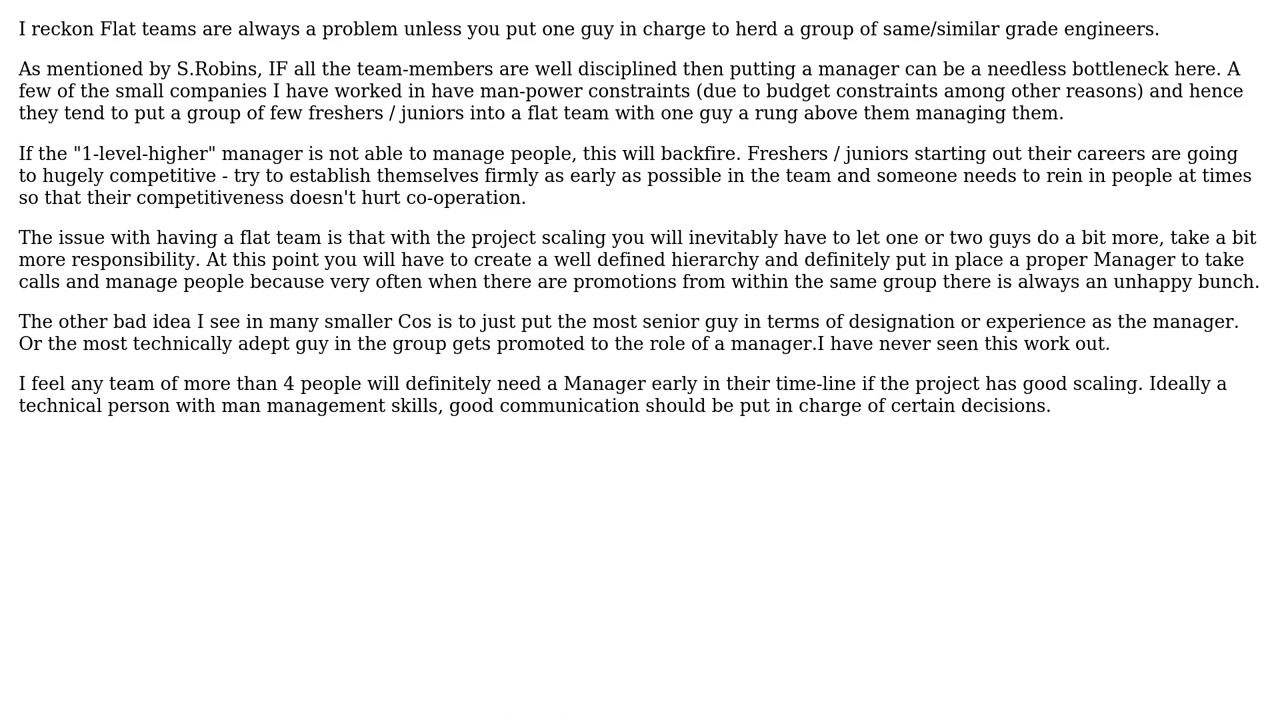 I reckon Flat teams are always a problem unless you put one guy in charge to herd a group of same/similar grade engineers.
As mentioned by S.Robins, IF all the team-members are well disciplined then putting a manager can be a needless bottleneck here. A
few of the small companies I have worked in have man-power constraints (due to budget constraints among other reasons) and hence
they tend to put a group of few freshers / juniors into a flat team with one guy a rung above them managing them.
If the "1-level-higher" manager is not able to manage people, this will backfire. Freshers / juniors starting out their careers are going
to hugely competitive - try to establish themselves firmly as early as possible in the team and someone needs to rein in people at times
so that their competitiveness doesn't hurt co-operation.
The issue with having a flat team is that with the project scaling you will inevitably have to let one or two guys do a bit more, take a bit
more responsibility. At this point you will have to create a well defined hierarchy and definitely put in place a proper Manager to take
calls and manage people because very often when there are promotions from within the same group there is always an unhappy bunch.
The other bad idea I see in many smaller Cos is to just put the most senior guy in terms of designation or experience as the manager.
Or the most technically adept guy in the group gets promoted to the role of a manager.I have never seen this work out.
I feel any team of more than 4 people will definitely need a Manager early in their time-line if the project has good scaling. Ideally a
technical person with man management skills, good communication should be put in charge of certain decisions.